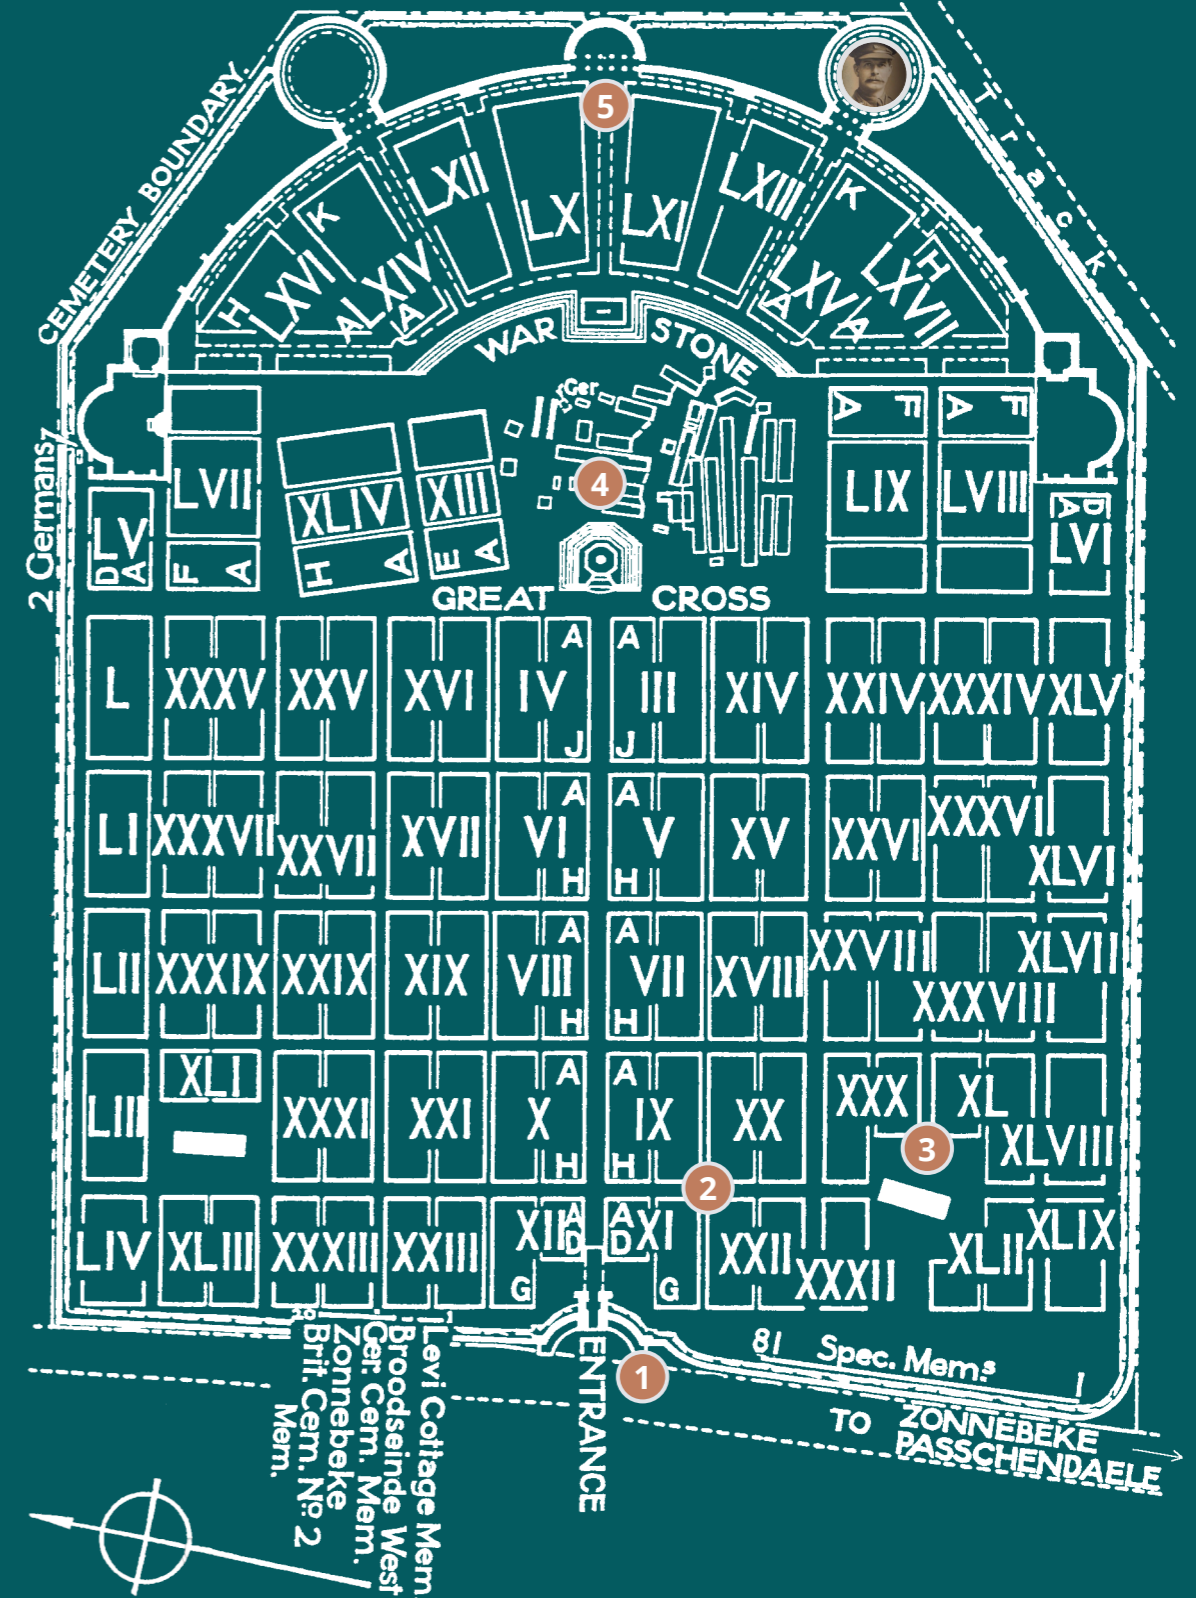 CEMETERY BOUNDARY.
Track
5
LXII
LX
LXI
LXIII
K
K
H
LXVI
A
LXIV
A
LXV
A
LXVII
H
A
WAR STONE
Ger
2 Germans
LVII
F A
LV
D A
XLIV
H A
XIII
E A
4
A F
A F
LIX
LVIII
A D
LVI
GREAT CROSS
L XXXV XXV XVI IV A J
A J III XIV XXIV XXXIV XLV
LI XXXVII XXVII XVII VI A H
A H V XV XXVI XXXVI XLVI
LII XXXIX XXIX XIX VIII A H
A H VII XVIII XXVIII XXXVIII XLVII
LIII XLI XXXI XXI X A H
A H IX XX XXX XL XLVIII
2
3
LIV XLIII XXXIII XXIII XII A D G
A D G XI XXII XXXII XLII XLIX
ENTRANCE
1
81 Spec. Mems 1
TO ZONNEBEKE
PASSCHENDAELE
Levi Cottage Mem
Broodseinde West
Ger. Cem. Mem.
Zonnebeke
Brit. Cem. No. 2
Mem.